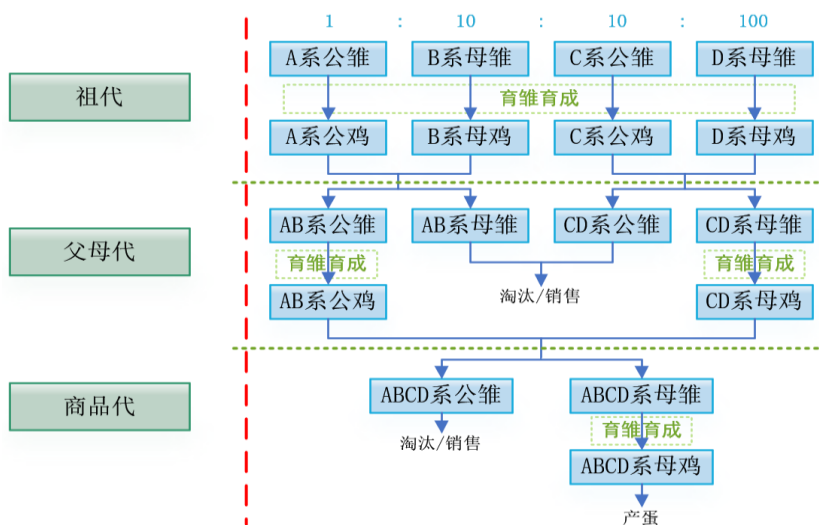 1 : 10 : 10 : 100
A系公雏 B系母雏 C系公雏 D系母雏
祖代
育雏育成
A系公鸡 B系母鸡 C系公鸡 D系母鸡
AB系公雏 AB系母雏 CD系公雏 CD系母雏
父母代
育雏育成 育雏育成
淘汰/销售
AB系公鸡 CD系母鸡
商品代
ABCD系公雏 ABCD系母雏
育雏育成
淘汰/销售
ABCD系母鸡
产蛋